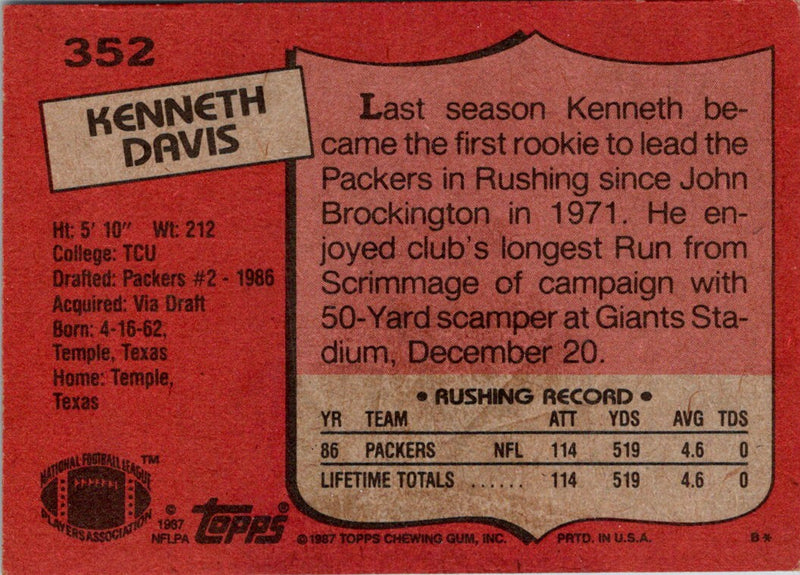 352
KENNETH
DAVIS
Ht: 5' 10" Wt: 212
College: TCU
Drafted: Packers #2 - 1986
Acquired: Via Draft
Born: 4-16-62,
Temple, Texas
Home: Temple,
Texas
Last season Kenneth be-
came the first rookie to lead the
Packers in Rushing since John
Brockington in 1971. He en-
joyed club's longest Run from
Scrimmage of campaign with
50-Yard scamper at Giants Sta-
dium, December 20.
• RUSHING RECORD •
YR TEAM ATT YDS AVG TDS
86 PACKERS NFL 114 519 4.6 0
LIFETIME TOTALS ...... 114 519 4.6 0
NATIONAL FOOTBALL LEAGUE
PLAYERS ASSOCIATION
TM
© 1987
NFLPA
Topps®
© 1987 TOPPS CHEWING GUM, INC. PRTD. IN U.S.A. B*